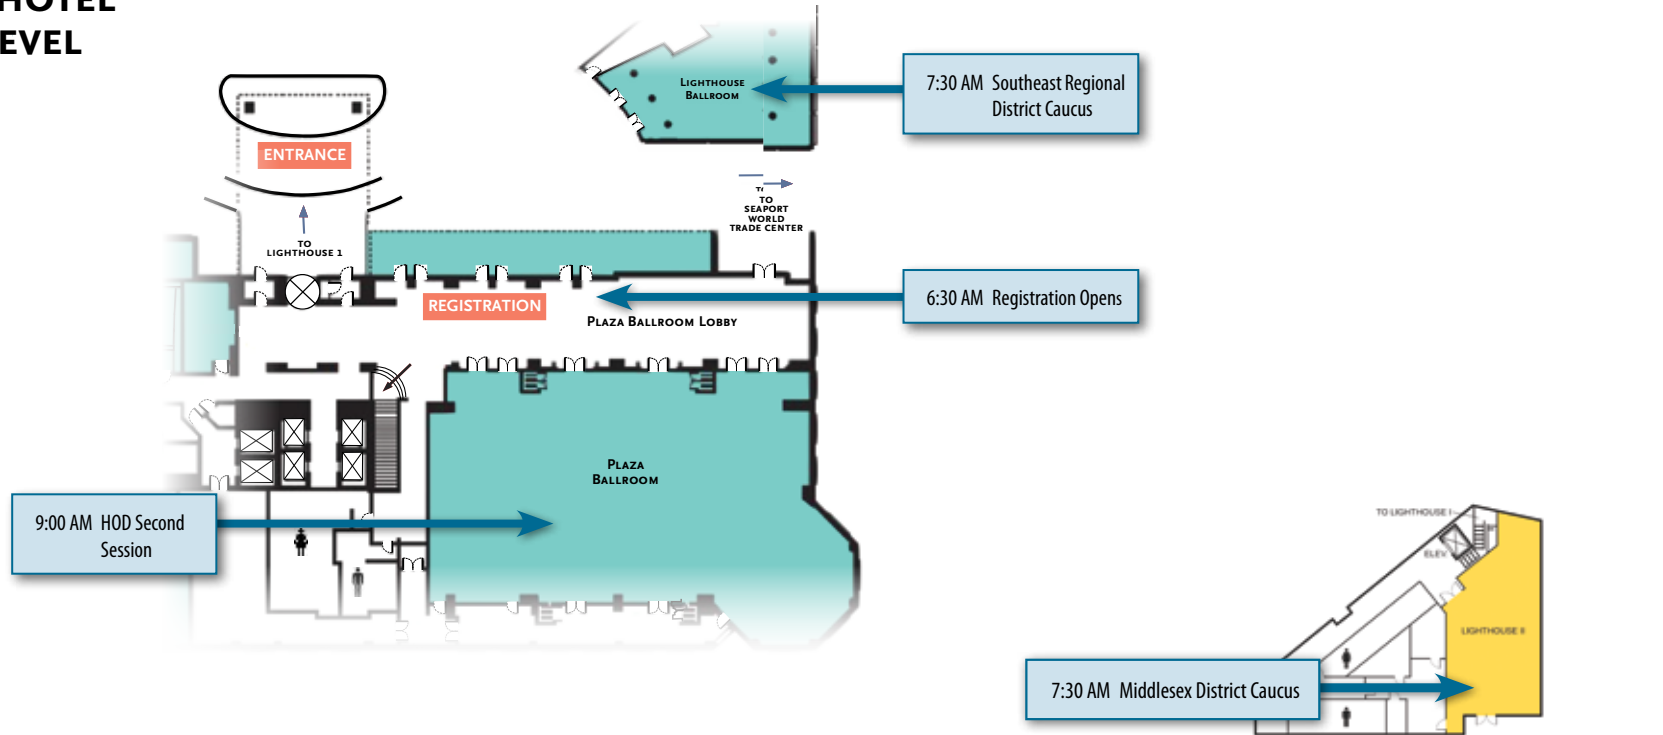 HOTEL
EVEL
LIGHTHOUSE
BALLROOM
7:30 AM Southeast Regional
District Caucus
ENTRANCE
TO
SEAPORT
WORLD
TRADE CENTER
TO
LIGHTHOUSE 1
REGISTRATION
PLAZA BALLROOM LOBBY
6:30 AM Registration Opens
PLAZA
BALLROOM
9:00 AM HOD Second
Session
TO LIGHTHOUSE I
ELEV.
LIGHTHOUSE II
7:30 AM Middlesex District Caucus